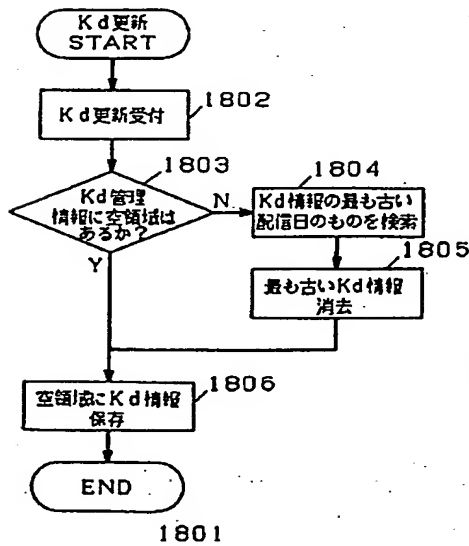 Kd更新
START
Kd更新受付
1802
1803
Kd管理
情報に空領域は
あるか?
N
Y
1804
Kd情報の最も古い
配信日のものを検索
1805
最も古いKd情報
消去
1806
空領域にKd情報
保存
END
1801